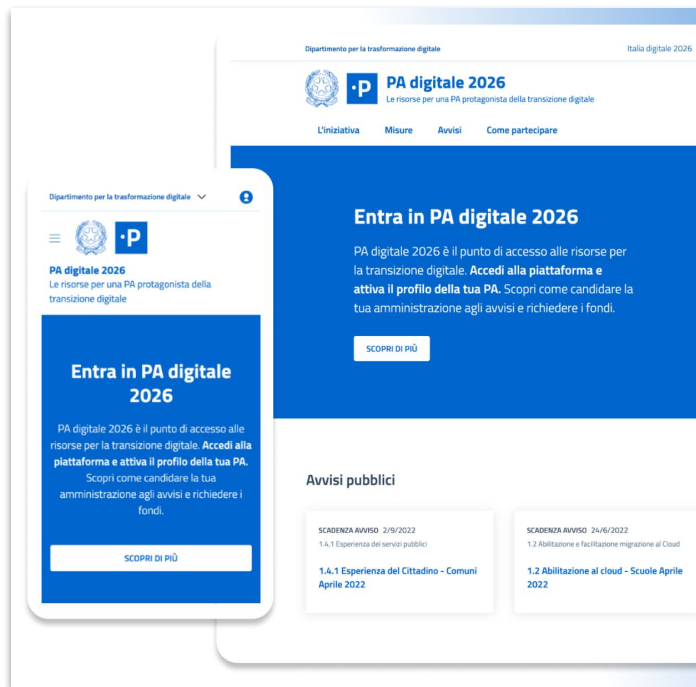 Dipartimento per la trasformazione digitale
Italia digitale 2026
·P
PA digitale 2026
Le risorse per una PA protagonista della transizione digitale
L'iniziativa
Misure
Avvisi
Come partecipare
Entra in PA digitale 2026
PA digitale 2026 è il punto di accesso alle risorse per
la transizione digitale. Accedi alla piattaforma e
attiva il profilo della tua PA. Scopri come candidare la
tua amministrazione agli avvisi e richiedere i fondi.
SCOPRI DI PIÙ
Avvisi pubblici
SCADENZA AVVISO 2/9/2022
1.4.1 Esperienza dei servizi pubblici
1.4.1 Esperienza del Cittadino - Comuni
Aprile 2022
SCADENZA AVVISO 24/6/2022
1.2 Abilitazione e facilitazione migrazione al Cloud
1.2 Abilitazione al cloud - Scuole Aprile
2022
Dipartimento per la trasformazione digitale
·P
PA digitale 2026
Le risorse per una PA protagonista della
transizione digitale
Entra in PA digitale
2026
PA digitale 2026 è il punto di accesso alle
risorse per la transizione digitale. Accedi alla
piattaforma e attiva il profilo della tua PA.
Scopri come candidare la tua
amministrazione agli avvisi e richiedere i
fondi.
SCOPRI DI PIÙ